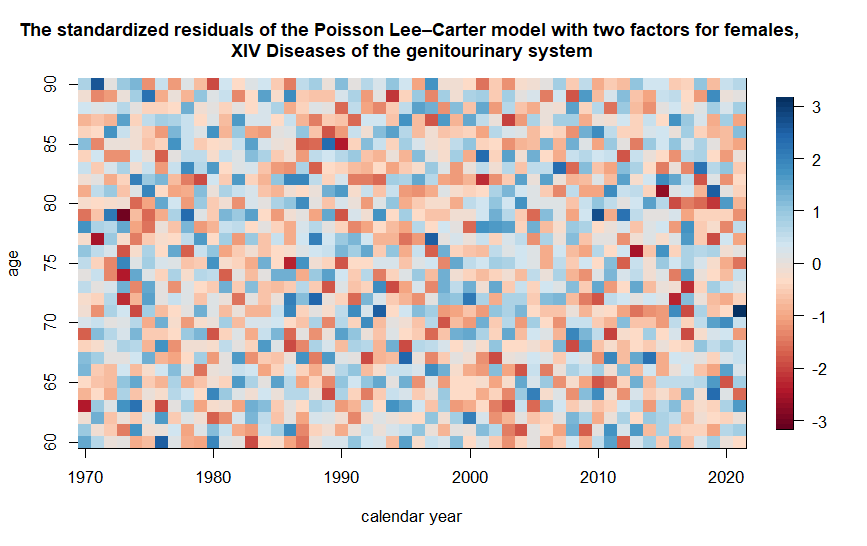 The standardized residuals of the Poisson Lee–Carter model with two factors for females,
XIV Diseases of the genitourinary system
90
85
80
75
70
65
60
age
1970 1980 1990 2000 2010 2020
calendar year
3
2
1
0
-1
-2
-3